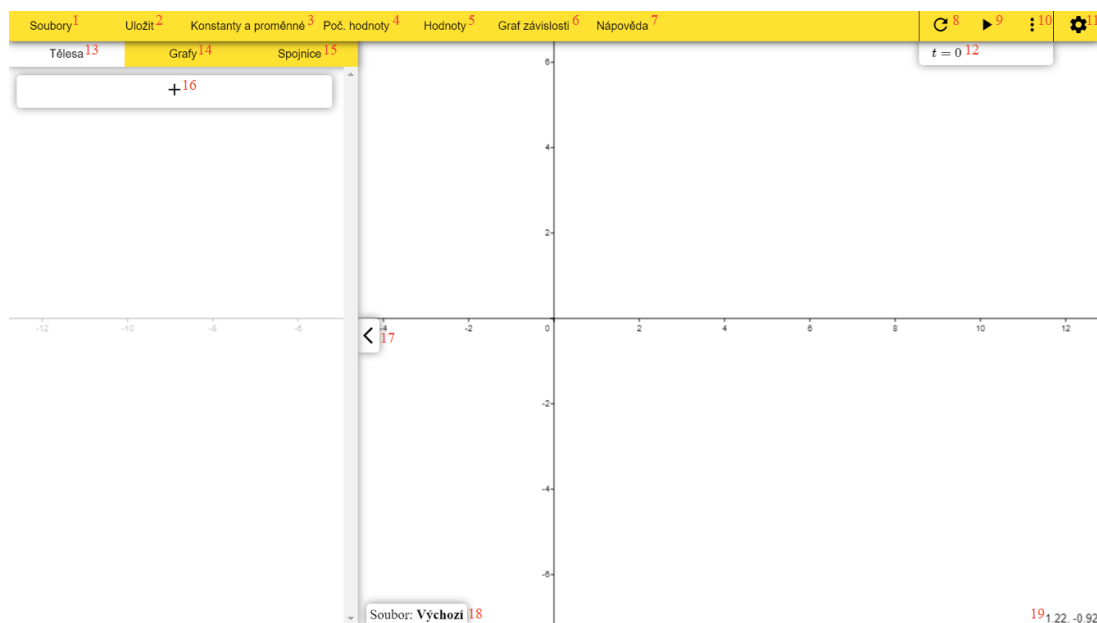 Soubory1 Uložit2 Konstanty a proměnné3 Poč. hodnoty4 Hodnoty5 Graf závislosti6 Nápověda7 8 9 10 11
Tělesa13 Grafy14 Spojnice15
t = 0 12
16
6
4
2
-12 -10 -8 -6 -4 -2 0 2 4 6 8 10 12
17
-2
-4
-6
Soubor: Výchozí 18
19 1.22, -0.92